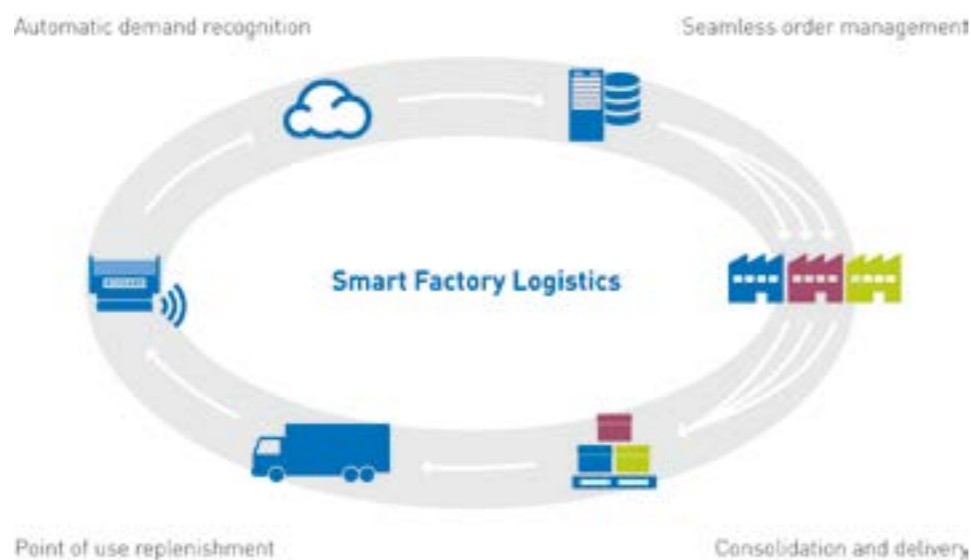 Automatic demand recognition
Seamless order management
Smart Factory Logistics
Point of use replenishment
Consolidation and delivery